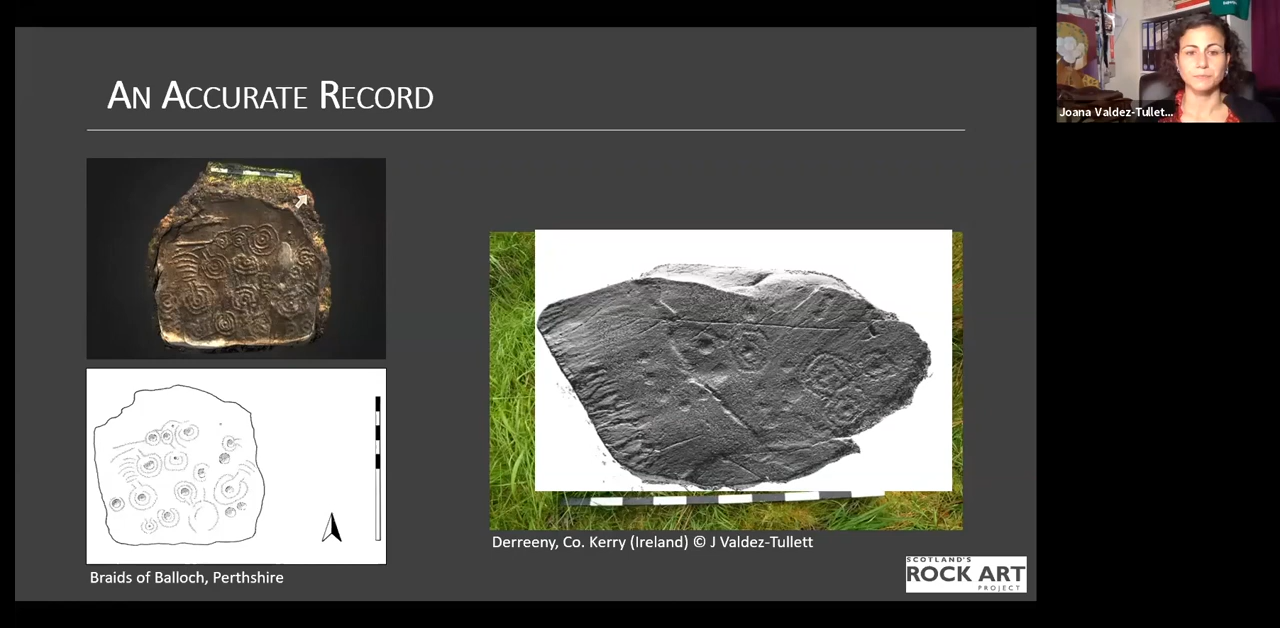 An Accurate Record
Joana Valdez-Tullet...
Derreeny, Co. Kerry (Ireland) © J Valdez-Tullett
Braids of Balloch, Perthshire
SCOTLAND'S
ROCK ART
PROJECT